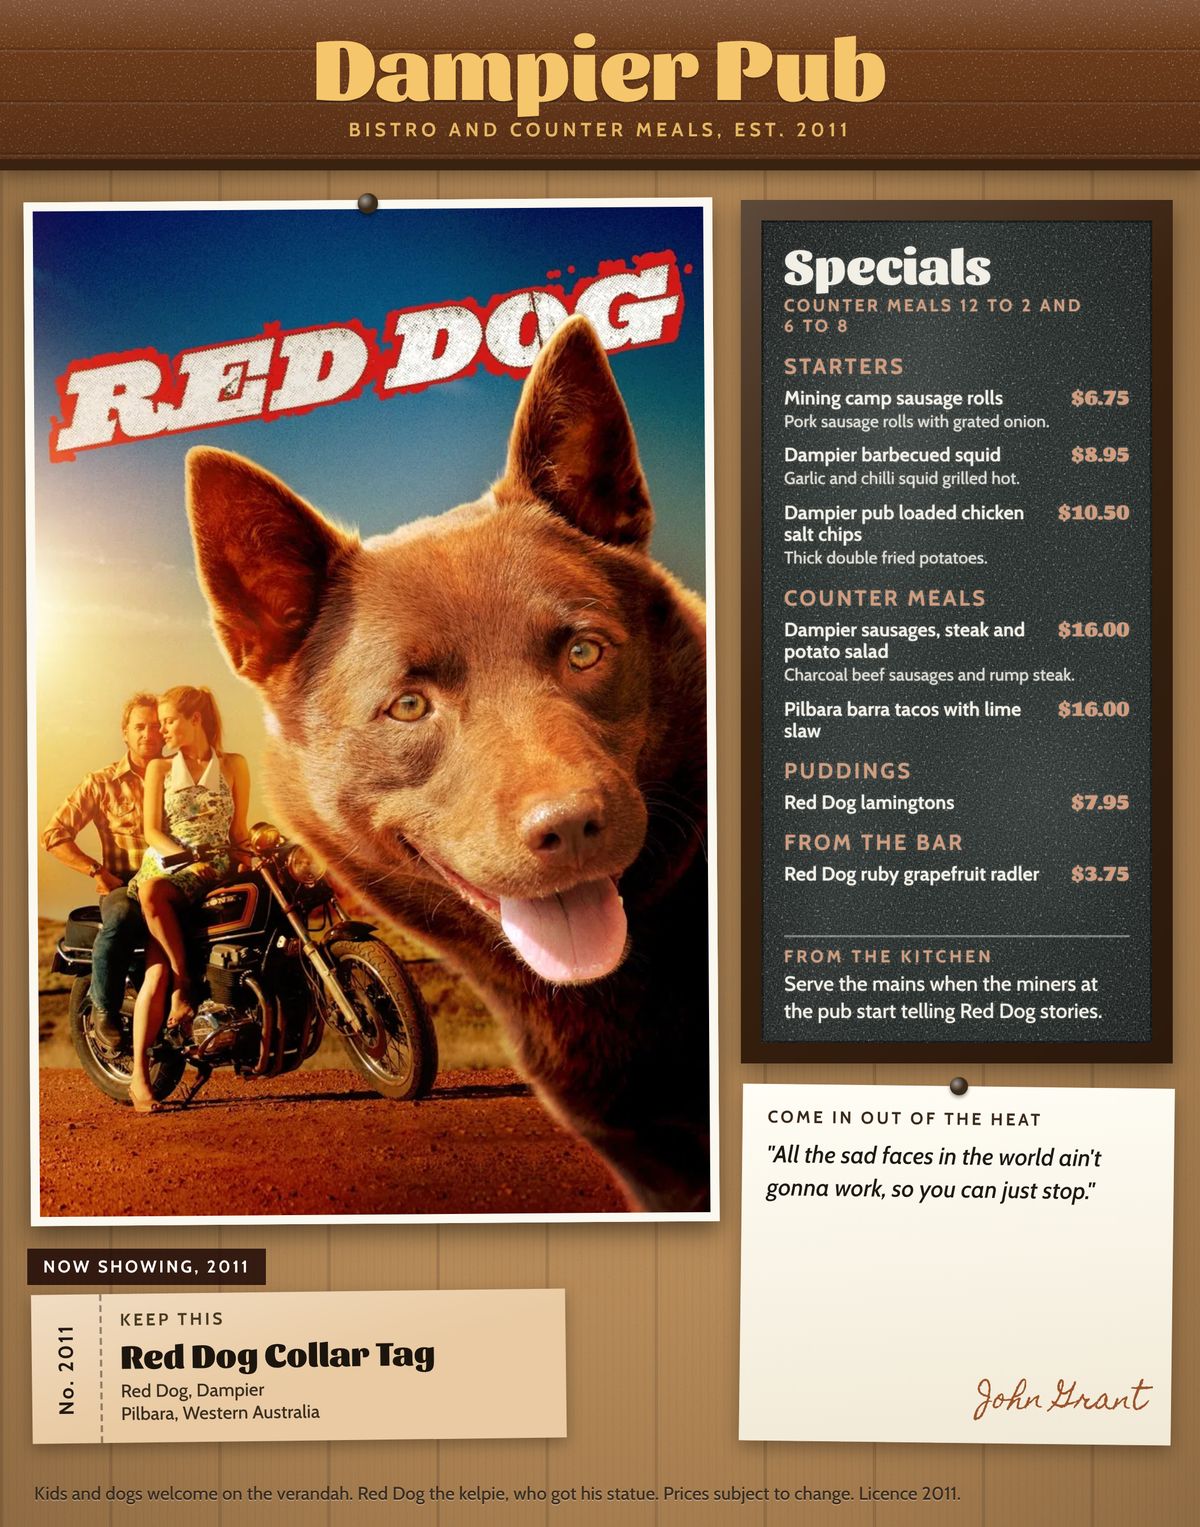 Dampier Pub
BISTRO AND COUNTER MEALS, EST. 2011
RED DOG
Specials
COUNTER MEALS 12 TO 2 AND
6 TO 8
STARTERS
Mining camp sausage rolls $6.75
Pork sausage rolls with grated onion.
Dampier barbecued squid $8.95
Garlic and chilli squid grilled hot.
Dampier pub loaded chicken $10.50
salt chips
Thick double fried potatoes.
COUNTER MEALS
Dampier sausages, steak and $16.00
potato salad
Charcoal beef sausages and rump steak.
Pilbara barra tacos with lime $16.00
slaw
PUDDINGS
Red Dog lamingtons $7.95
FROM THE BAR
Red Dog ruby grapefruit radler $3.75
FROM THE KITCHEN
Serve the mains when the miners at
the pub start telling Red Dog stories.
COME IN OUT OF THE HEAT
"All the sad faces in the world ain't
gonna work, so you can just stop."
John Grant
NOW SHOWING, 2011
No. 2011
KEEP THIS
Red Dog Collar Tag
Red Dog, Dampier
Pilbara, Western Australia
Kids and dogs welcome on the verandah. Red Dog the kelpie, who got his statue. Prices subject to change. Licence 2011.